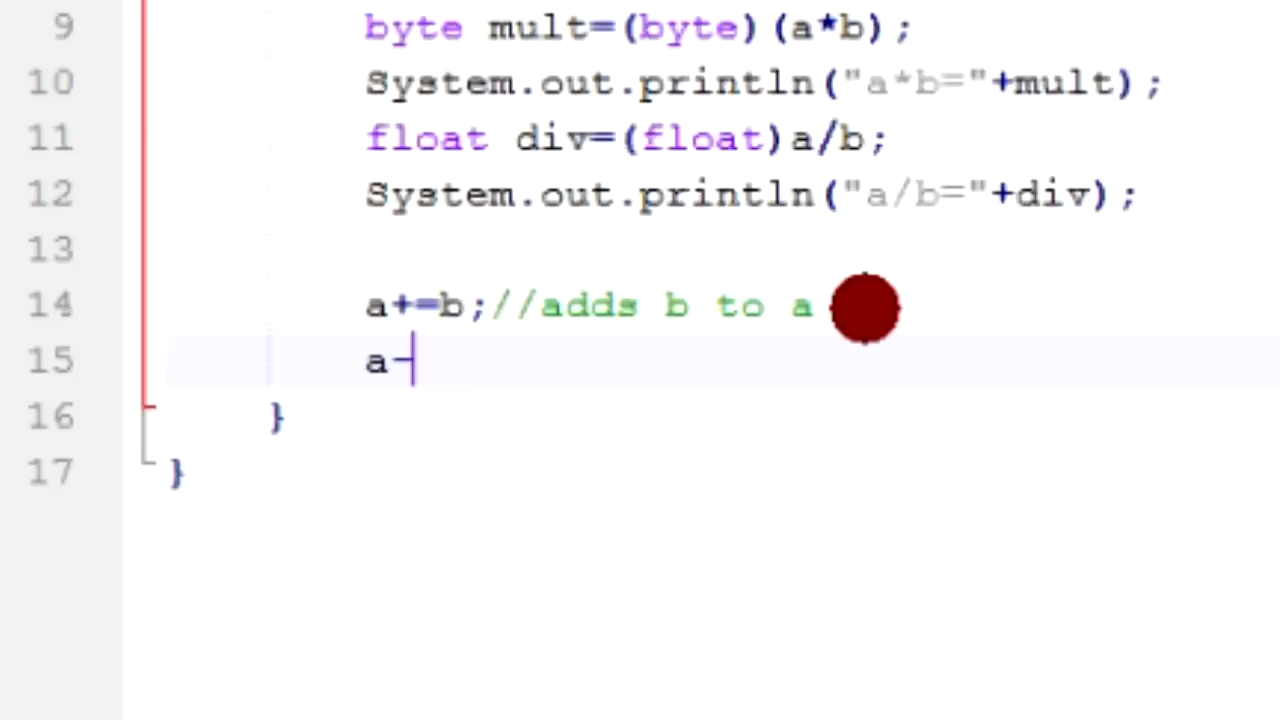 9 byte mult=(byte)(a*b);
10 System.out.println("a*b="+mult);
11 float div=(float)a/b;
12 System.out.println("a/b="+div);
13
14 a+=b;//adds b to a
15 a-
16 }
17 }